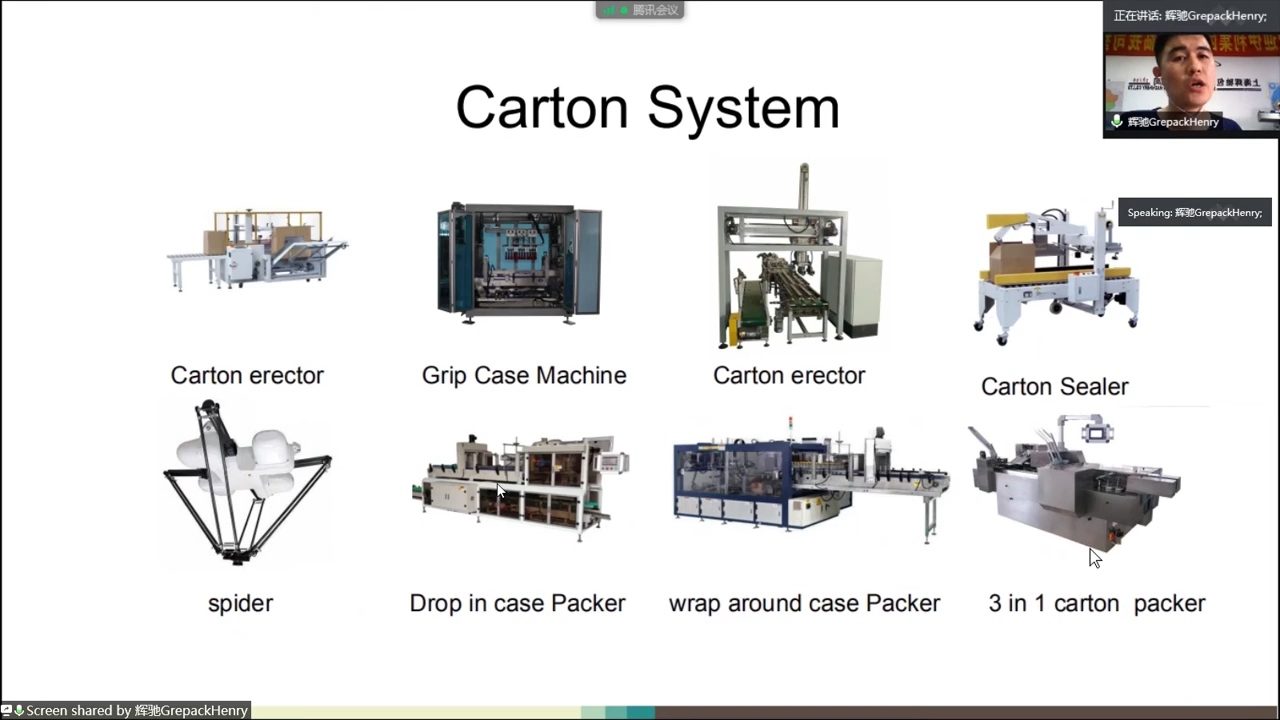 腾讯会议
正在讲话: 辉驰GrepackHenry;
辉驰GrepackHenry
Carton System
Speaking: 辉驰GrepackHenry;
Carton erector
Grip Case Machine
Carton erector
Carton Sealer
spider
Drop in case Packer
wrap around case Packer
3 in 1 carton packer
Screen shared by 辉驰GrepackHenry